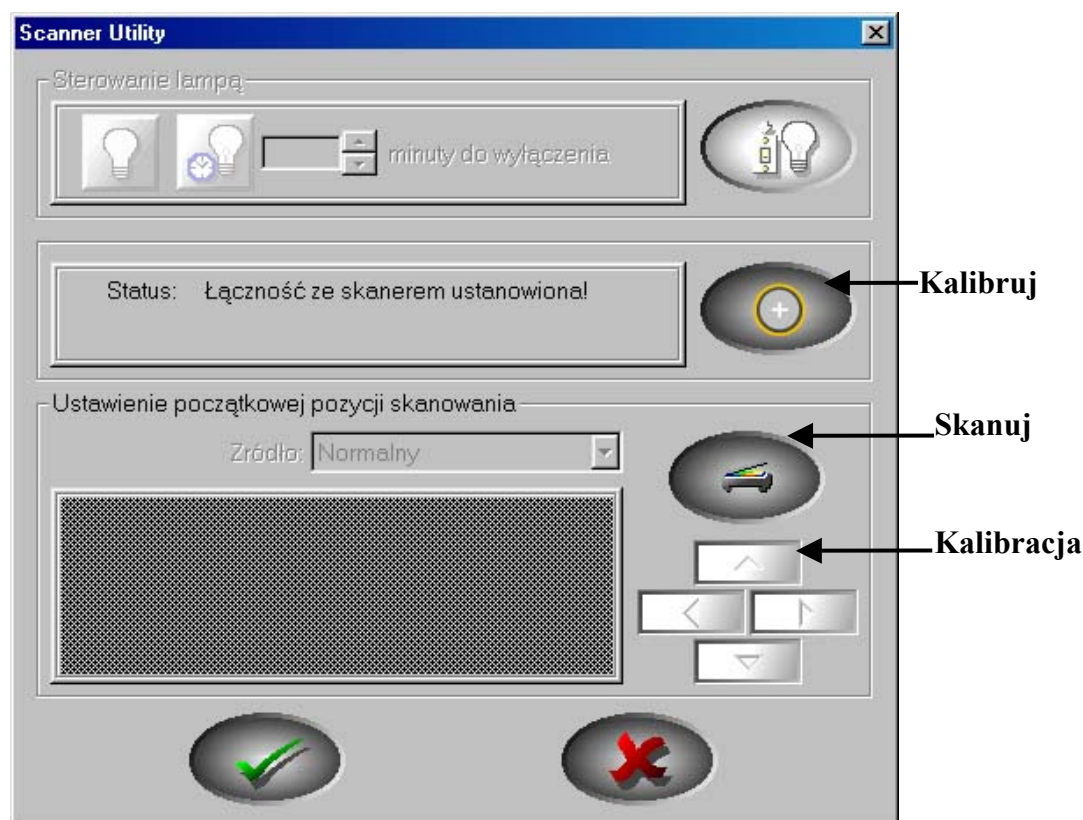 Scanner Utility
Sterowanie lampą
minuty do wyłączenia
Status: Łączność ze skanerem ustanowiona!
Kalibruj
Ustawienie początkowej pozycji skanowania
Zródło: Normalny
Skanuj
Kalibracja